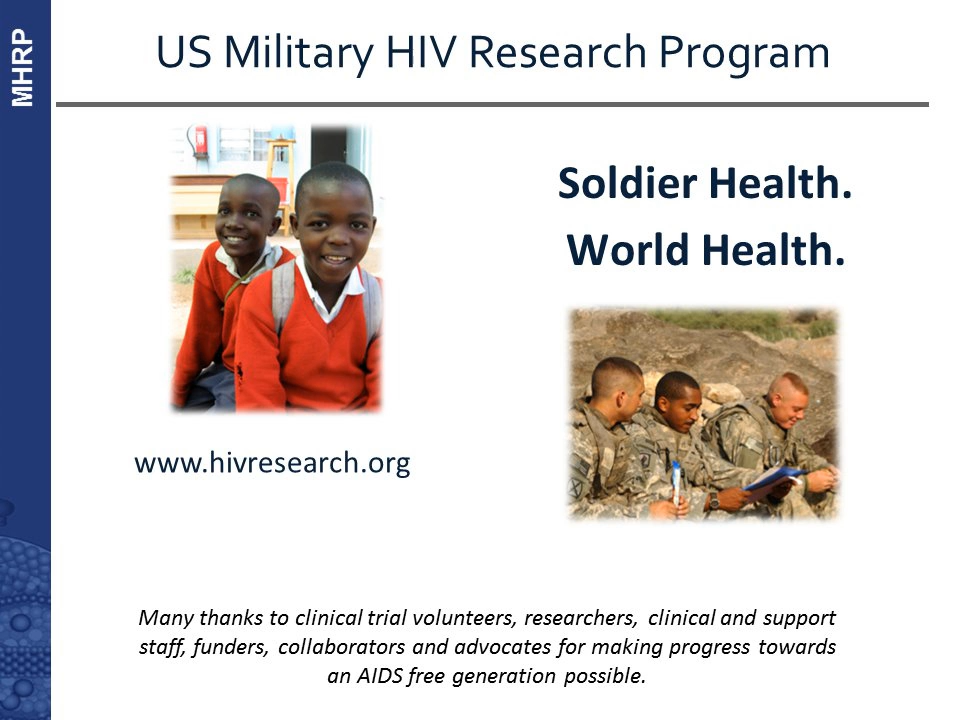 MHRP
US Military HIV Research Program
Soldier Health.
World Health.
www.hivresearch.org
Many thanks to clinical trial volunteers, researchers, clinical and support
staff, funders, collaborators and advocates for making progress towards
an AIDS free generation possible.